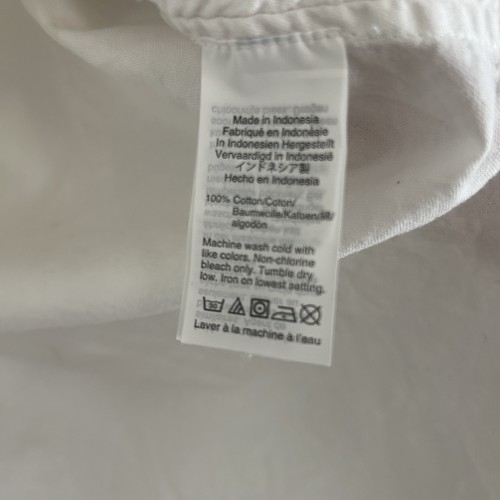 Made in Indonesia
Fabriqué en Indonésie
In Indonesien Hergestellt
Vervaardigd in Indonesië
インドネシア製
Hecho en Indonesia
100% Cotton/Coton/
Baumwolle/Katoen/綿/
algodón
Machine wash cold with
like colors. Non-chlorine
bleach only. Tumble dry
low. Iron on lowest setting.
30
Laver à la machine à l'eau